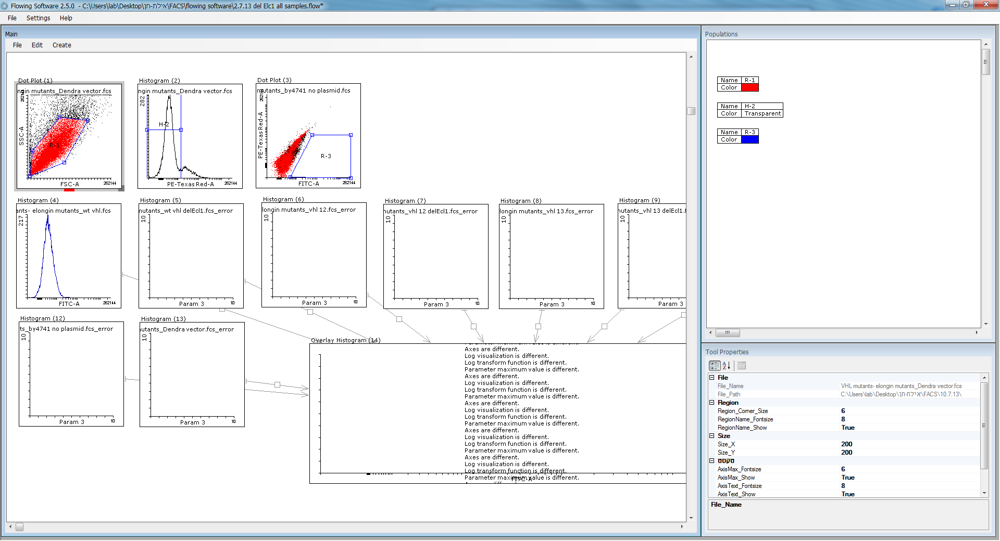 Flowing Software 2.5.0 - C:\Users\lab\Desktop\אילת-חן\FACS\flowing software\2.7.13 del Elc1 all samples.flow*
File Settings Help
Main
File Edit Create
Dot Plot (1)
ngin mutants_Dendra vector.fcs
262144
SSC-A
R-1
FSC-A
262144
Histogram (2)
ngin mutants_Dendra vector.fcs
282
H-2
PE-Texas Red-A
262144
Dot Plot (3)
mutants_by4741 no plasmid.fcs
262144
PE-Texas Red-A
R-3
FITC-A
262144
Histogram (4)
ants- elongin mutants_wt vhl.fcs
217
FITC-A
262144
Histogram (5)
mutants_wt vhl delEcl1.fcs_error
10
Param 3
10
Histogram (6)
longin mutants_vhl 12.fcs_error
10
Param 3
10
Histogram (7)
mutants_vhl 12 delEcl1.fcs_error
10
Param 3
10
Histogram (8)
longin mutants_vhl 13.fcs_error
10
Param 3
10
Histogram (9)
mutants_vhl 13 delEcl1.f
10
Param 3
Histogram (12)
ts_by4741 no plasmid.fcs_error
10
Param 3
10
Histogram (13)
mutants_Dendra vector.fcs_error
10
Param 3
10
Overlay Histogram (14)
Parameter maximum value is different.
Axes are different.
Log visualization is different.
Log transform function is different.
Parameter maximum value is different.
Axes are different.
Log visualization is different.
Log transform function is different.
Parameter maximum value is different.
Axes are different.
Log visualization is different.
Log transform function is different.
Parameter maximum value is different.
Axes are different.
Log visualization is different.
Log transform function is different.
Parameter maximum value is different.
Axes are different.
Log visualization is different.
Log transform function is different.
Parameter maximum value is different.
FITC-A
Axes are different.
Populations
Name R-1
Color
Name H-2
Color Transparent
Name R-3
Color
Tool Properties
File
File_Name VHL mutants- elongin mutants_Dendra vector.fcs
File_Path C:\Users\lab\Desktop\אילת-חן\FACS\10.7.13\
Region
Region_Corner_Size 6
RegionName_Fontsize 8
RegionName_Show True
Size
Size_X 200
Size_Y 200
טקסט
AxisMax_Fontsize 6
AxisMax_Show True
AxisText_Fontsize 8
AxisText_Show True
File_Name